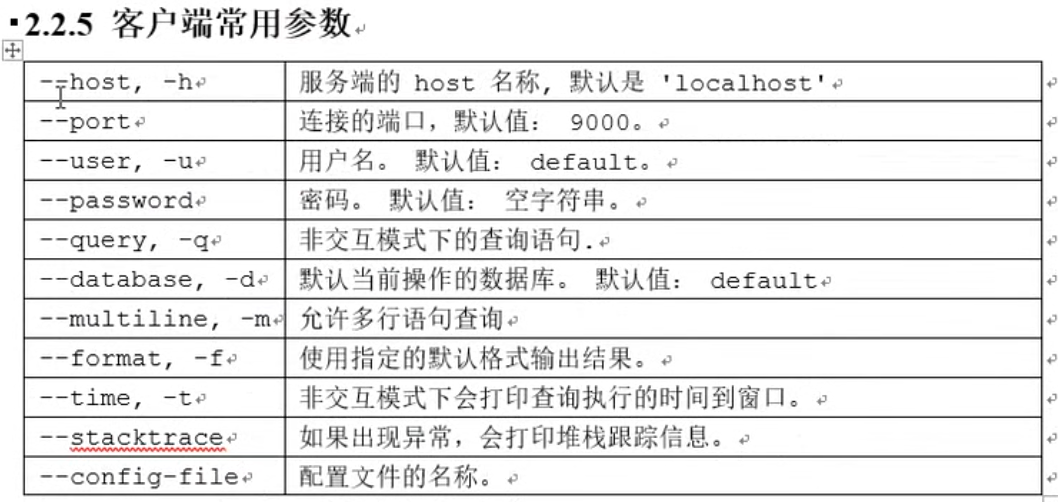 2.2.5 客户端常用参数
--host, -h 服务端的 host 名称, 默认是 'localhost'
--port 连接的端口，默认值： 9000。
--user, -u 用户名。 默认值： default。
--password 密码。 默认值： 空字符串。
--query, -q 非交互模式下的查询语句.
--database, -d 默认当前操作的数据库。 默认值： default
--multiline, -m 允许多行语句查询
--format, -f 使用指定的默认格式输出结果。
--time, -t 非交互模式下会打印查询执行的时间到窗口。
--stacktrace 如果出现异常，会打印堆栈跟踪信息。
--config-file 配置文件的名称。